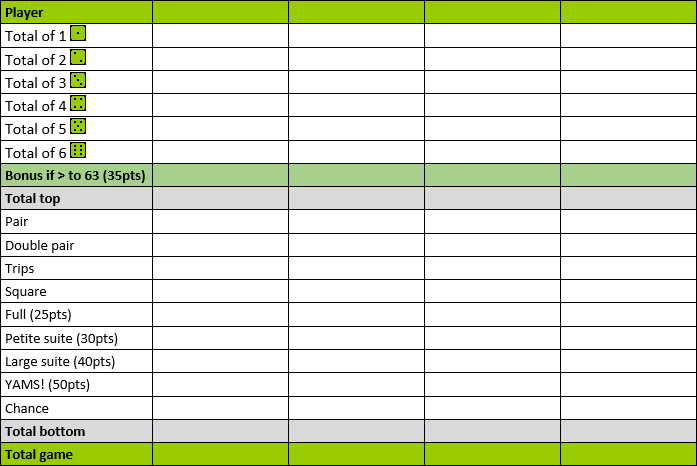 Player
Total of 1
Total of 2
Total of 3
Total of 4
Total of 5
Total of 6
Bonus if > to 63 (35pts)
Total top
Pair
Double pair
Trips
Square
Full (25pts)
Petite suite (30pts)
Large suite (40pts)
YAMS! (50pts)
Chance
Total bottom
Total game